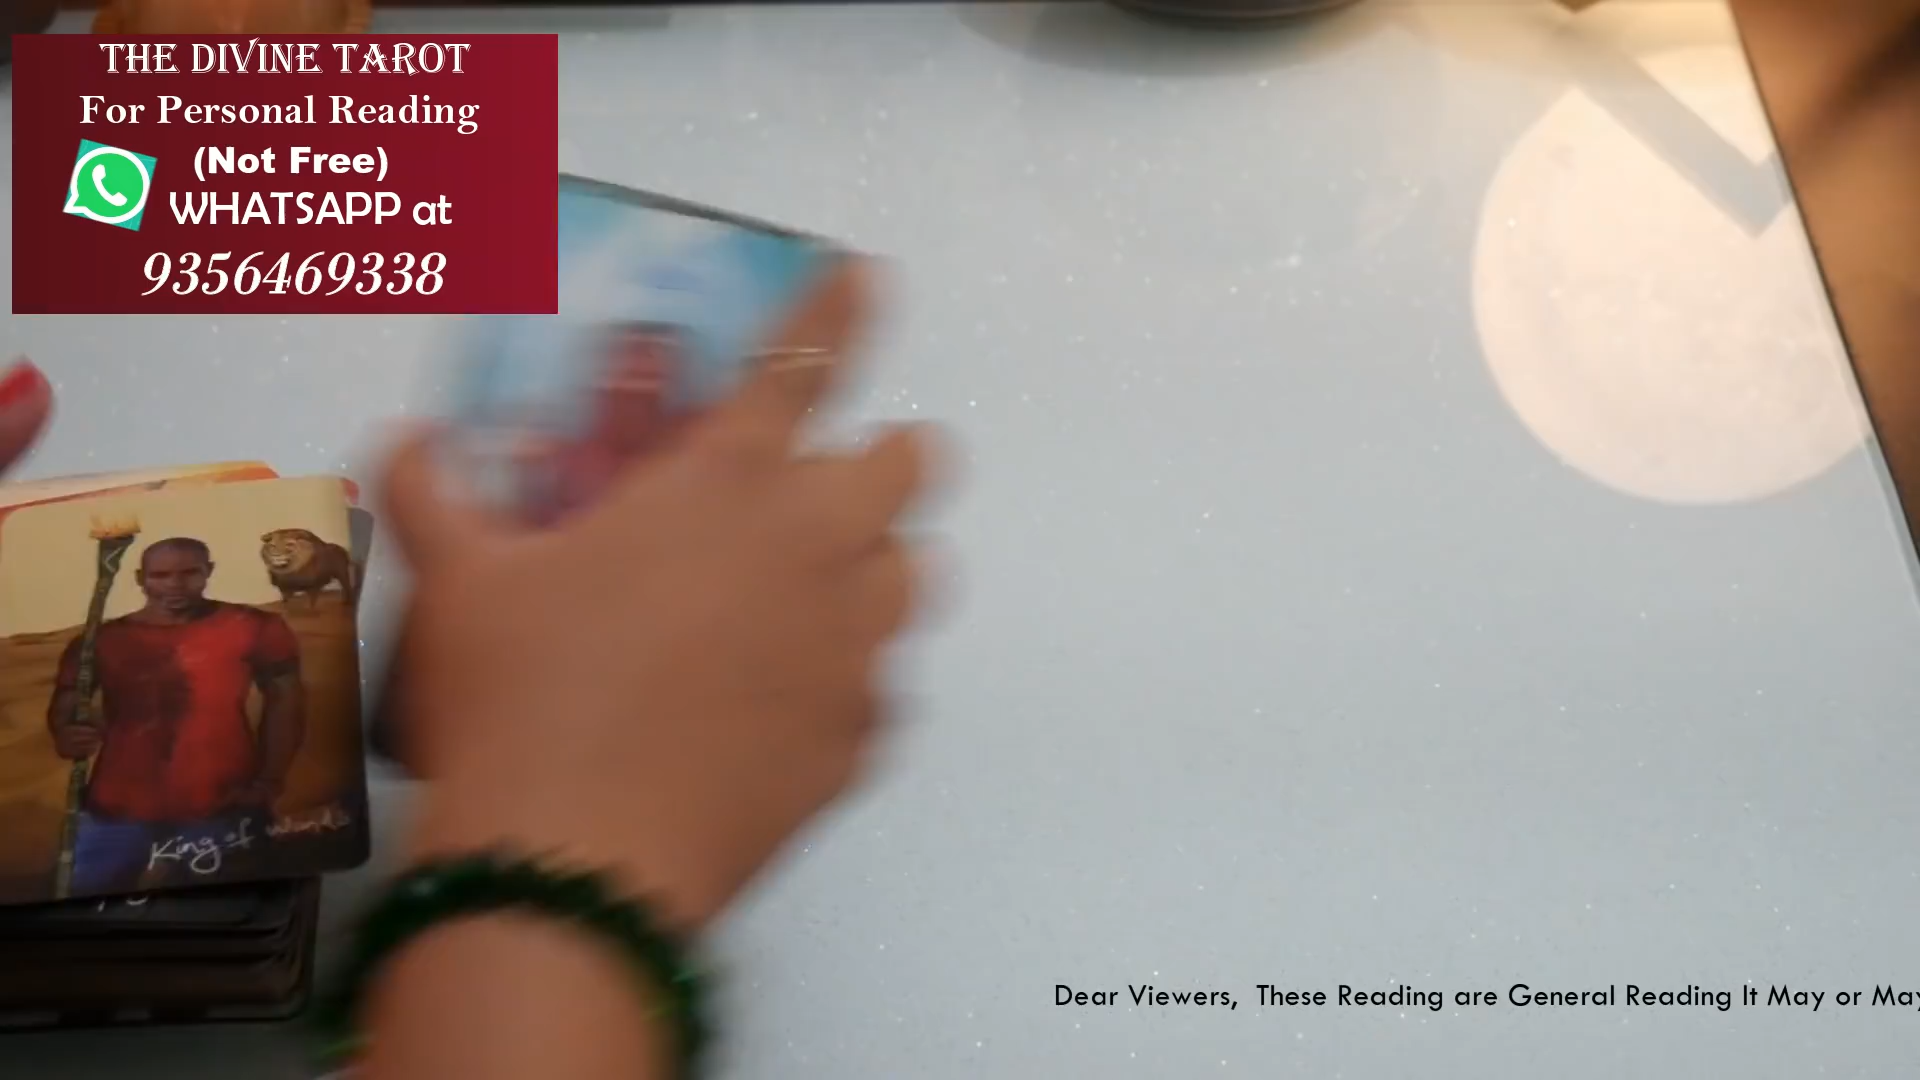 THE DIVINE TAROT
For Personal Reading
(Not Free)
WHATSAPP at
9356469338
King of Wands
Dear Viewers, These Reading are General Reading It May or May